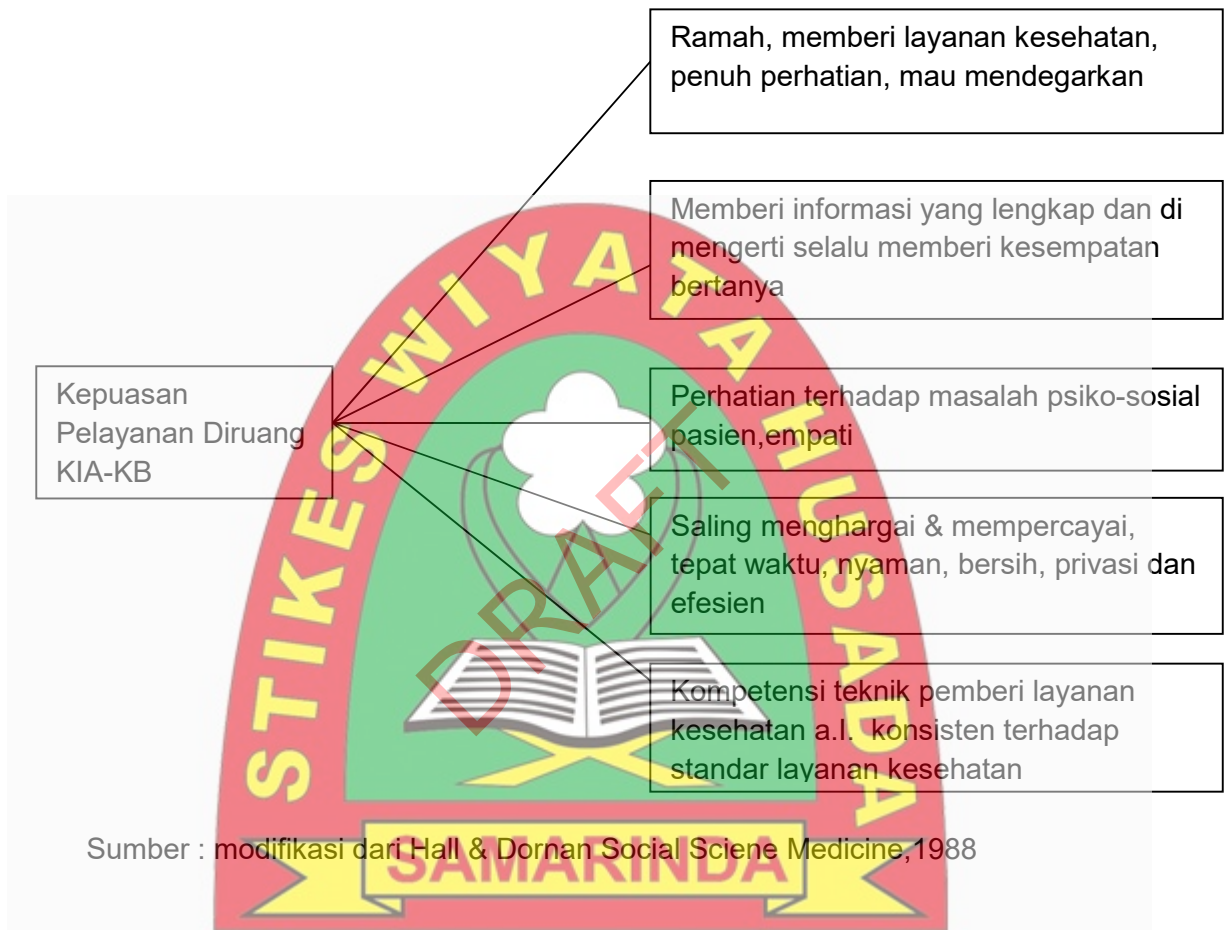 Ramah, memberi layanan kesehatan,
penuh perhatian, mau mendegarkan
Memberi informasi yang lengkap dan di
mengerti selalu memberi kesempatan
bertanya
Kepuasan
Pelayanan Diruang
KIA-KB
Perhatian terhadap masalah psiko-sosial
pasien,empati
Saling menghargai & mempercayai,
tepat waktu, nyaman, bersih, privasi dan
efesien
Kompetensi teknik pemberi layanan
kesehatan a.l.  konsisten terhadap
standar layanan kesehatan
Sumber : modifikasi dari Hall & Dornan Social Sciene Medicine,1988
STIKES WIYATA HUSADA
SAMARINDA
DRAFT